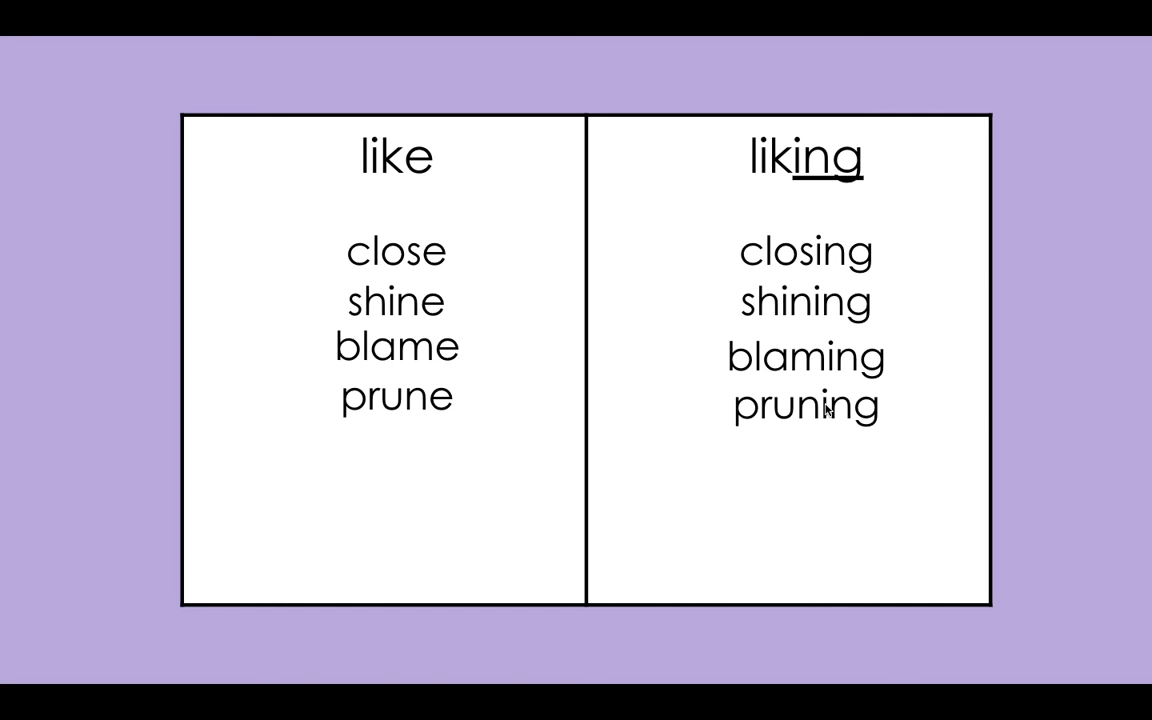 like liking
close closing
shine shining
blame blaming
prune pruning